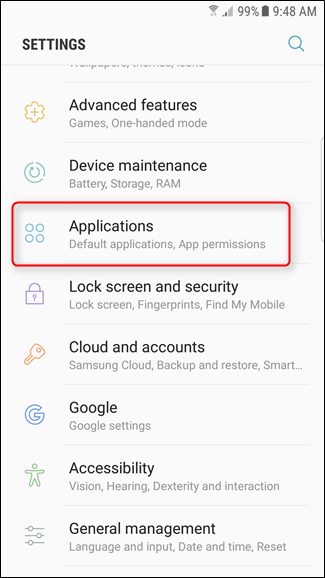 99% 9:48 AM
SETTINGS
Wallpapers, themes, icons
Advanced features
Games, One-handed mode
Device maintenance
Battery, Storage, RAM
Applications
Default applications, App permissions
Lock screen and security
Lock screen, Fingerprints, Find My Mobile
Cloud and accounts
Samsung Cloud, Backup and restore, Smart...
Google
Google settings
Accessibility
Vision, Hearing, Dexterity and interaction
General management
Language and input, Date and time, Reset